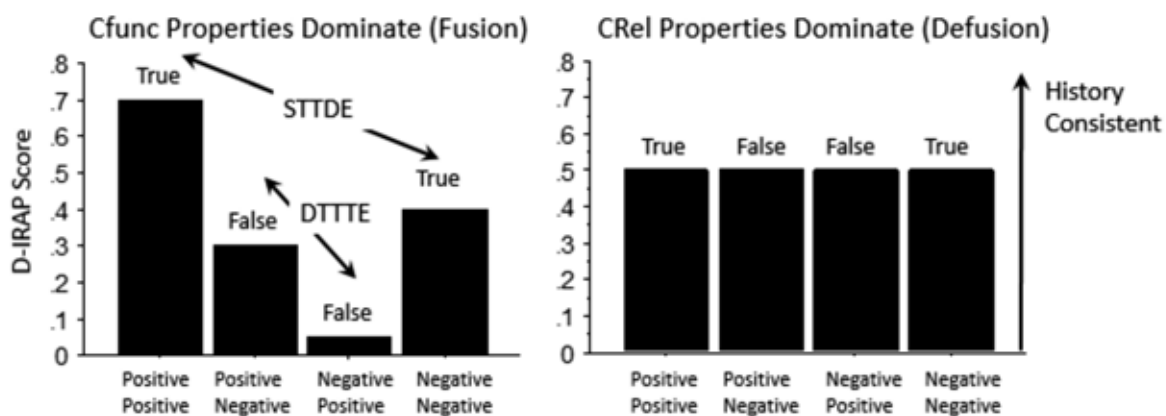 Cfunc Properties Dominate (Fusion)
CRel Properties Dominate (Defusion)
D-IRAP Score
.8
.7
.6
.5
.4
.3
.2
.1
0
True
False
False
True
STTDE
DTTTE
Positive Positive Negative Negative
Positive Negative Positive Negative
.8
.7
.6
.5
.4
.3
.2
.1
0
True False False True
Positive Positive Negative Negative
Positive Negative Positive Negative
History
Consistent